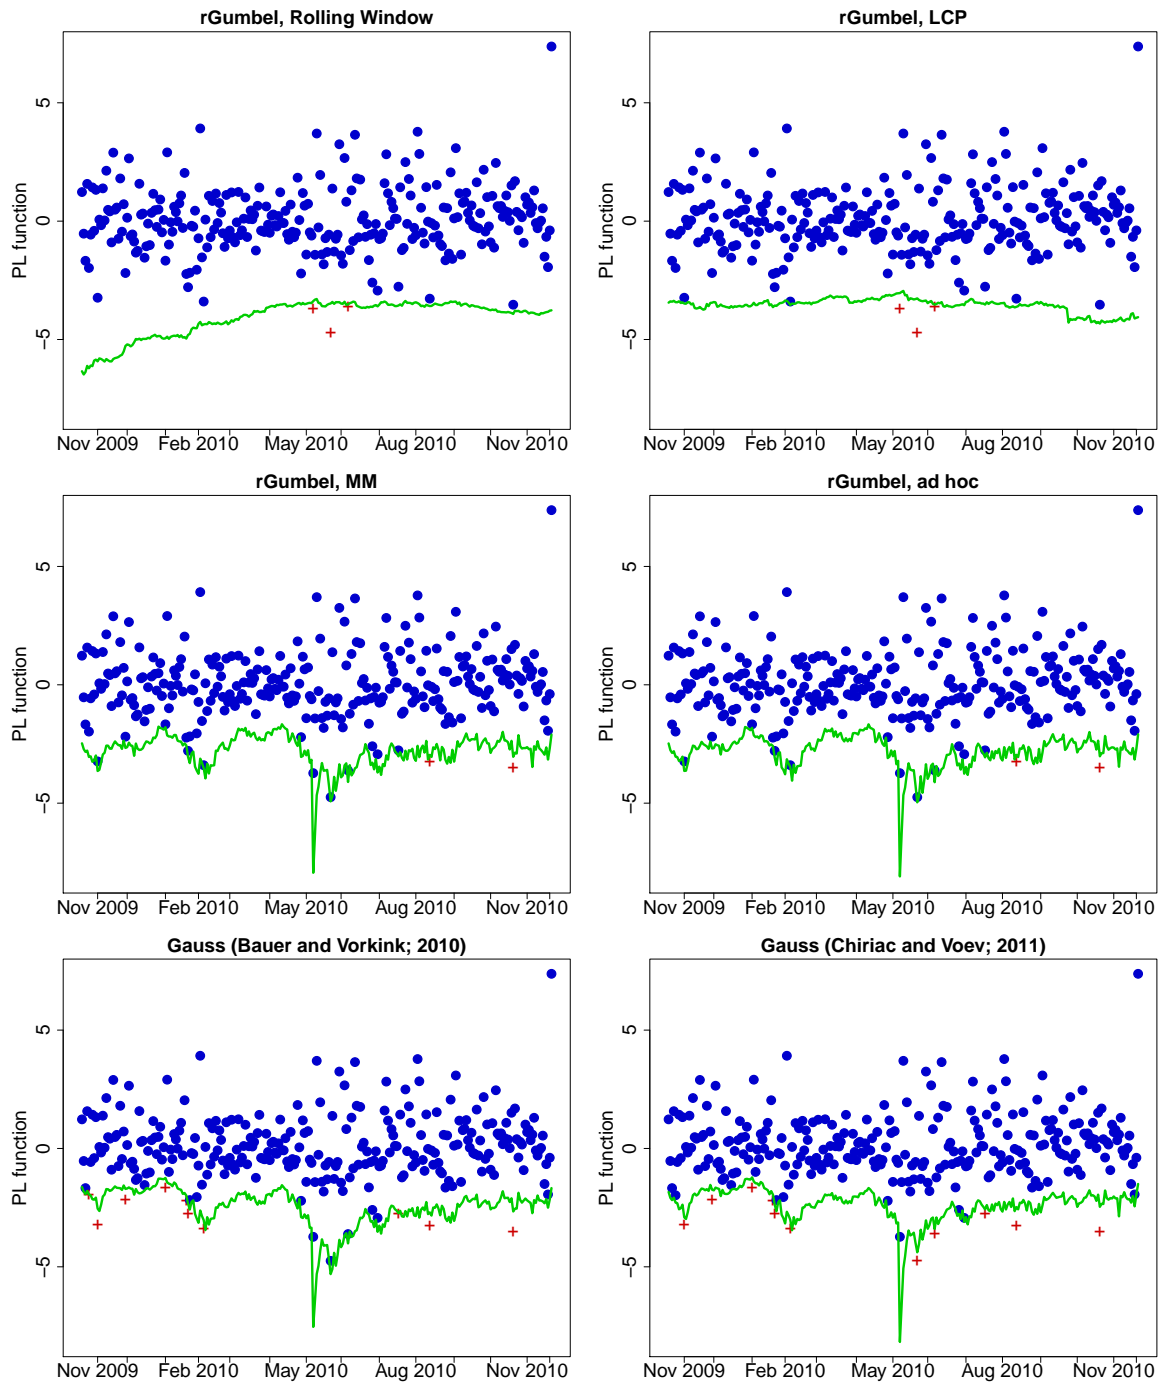 rGumbel, Rolling Window
PL function
5
0
−5
Nov 2009 Feb 2010 May 2010 Aug 2010 Nov 2010
rGumbel, LCP
PL function
5
0
−5
Nov 2009 Feb 2010 May 2010 Aug 2010 Nov 2010
rGumbel, MM
PL function
5
0
−5
Nov 2009 Feb 2010 May 2010 Aug 2010 Nov 2010
rGumbel, ad hoc
PL function
5
0
−5
Nov 2009 Feb 2010 May 2010 Aug 2010 Nov 2010
Gauss (Bauer and Vorkink; 2010)
PL function
5
0
−5
Nov 2009 Feb 2010 May 2010 Aug 2010 Nov 2010
Gauss (Chiriac and Voev; 2011)
PL function
5
0
−5
Nov 2009 Feb 2010 May 2010 Aug 2010 Nov 2010